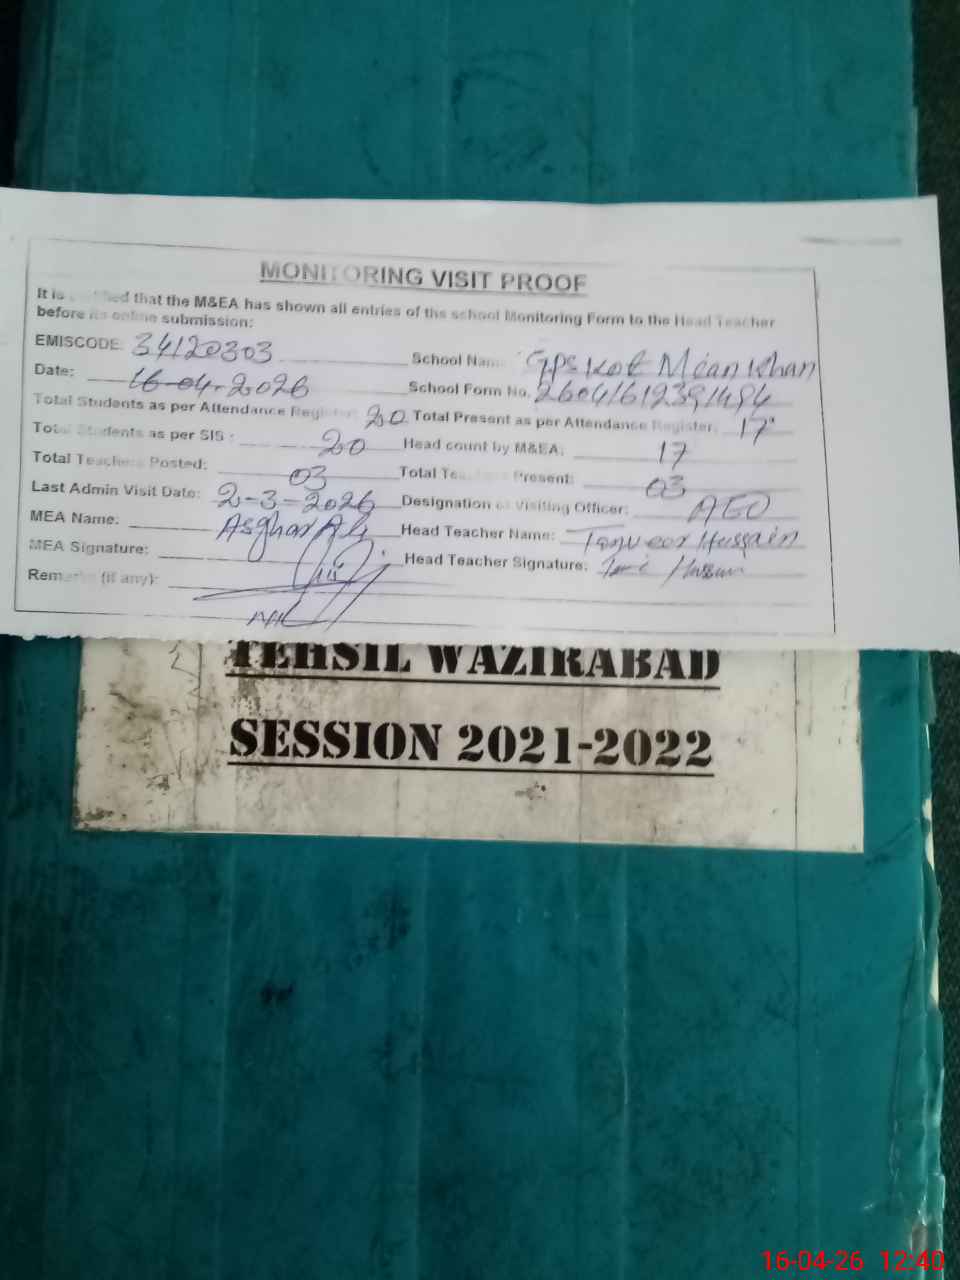 MONITORING VISIT PROOF
It is certified that the M&EA has shown all entries of the school Monitoring Form to the Head Teacher
before its online submission:
EMISCODE: 34120303 School Name: Gps Kot Mian Khan
Date: 16-04-2026 School Form No.
Total Students as per Attendance Register: 20 Total Present as per Attendance Register: 17
Total Students as per SIS: 20 Head count by M&EA: 17
Total Teachers Posted: 03 Total Teachers Present: 03
Last Admin Visit Date: 2-3-2026 Designation of Visiting Officer: AEO
MEA Name: Asghar Ali Head Teacher Name: Tanveer Hussain
MEA Signature: Head Teacher Signature:
Remarks (if any):
TEHSIL WAZIRABAD
SESSION 2021-2022
16-04-26 12:40